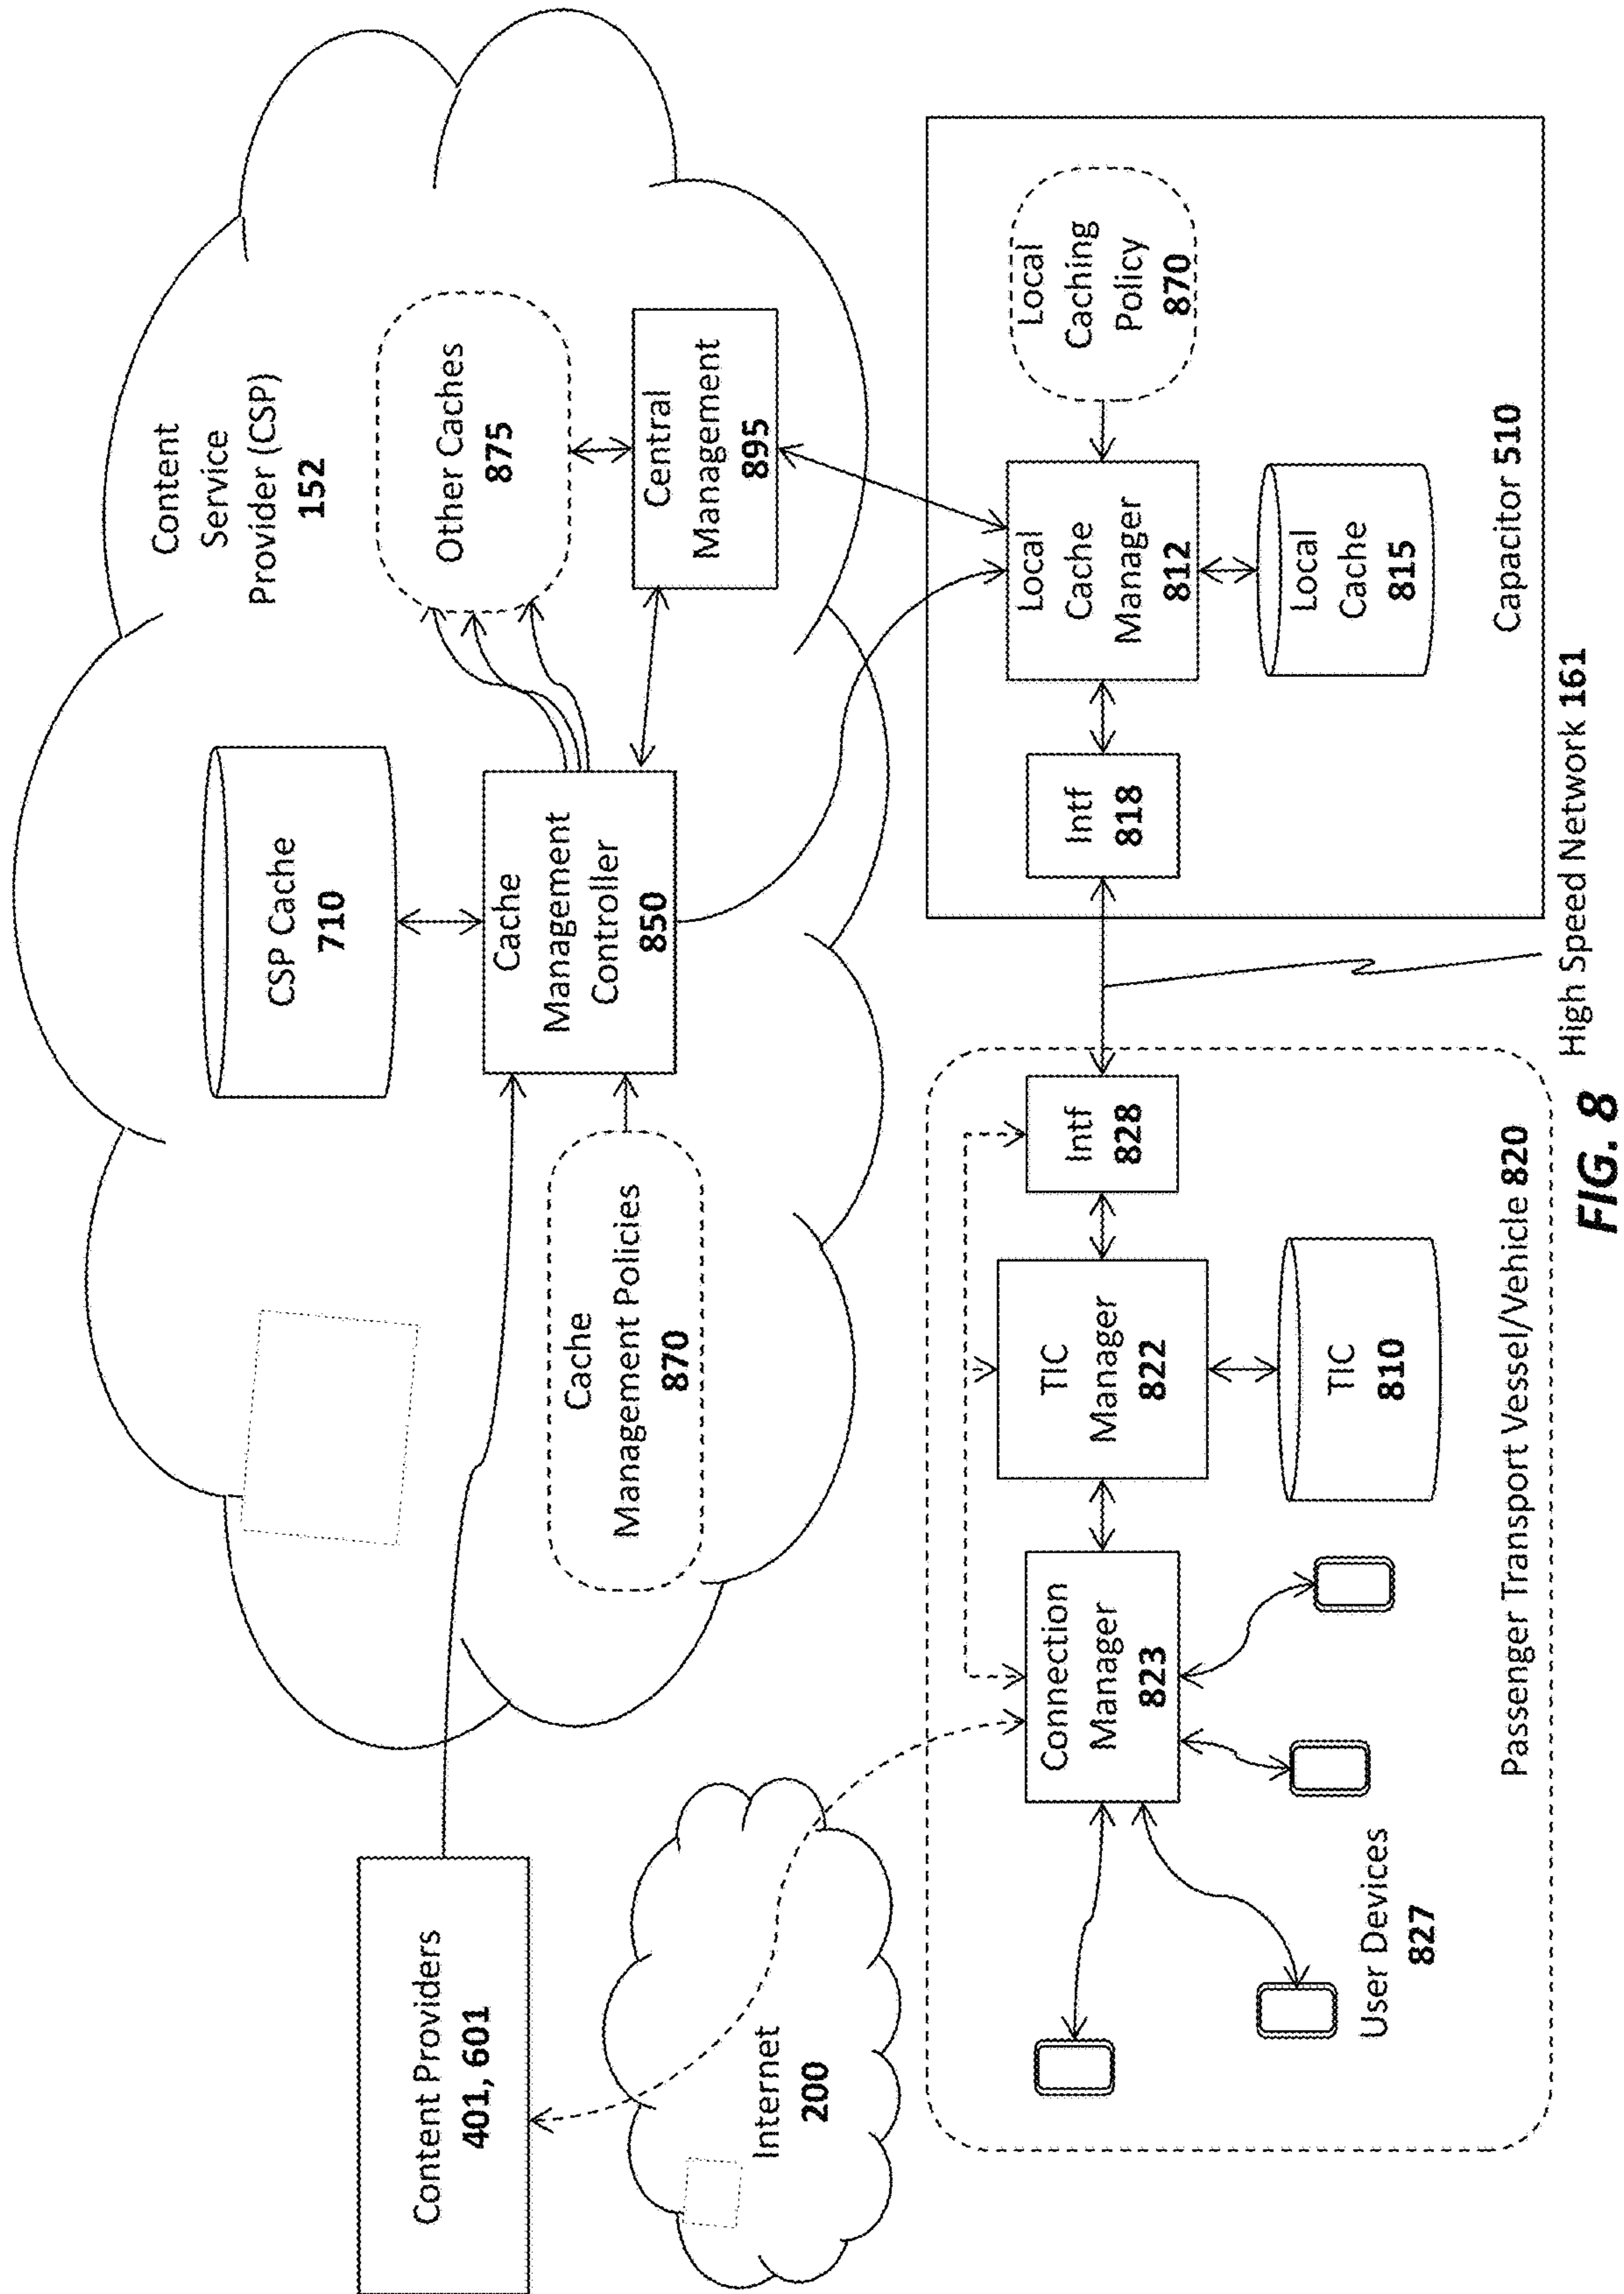 Content Providers
401, 601
Internet
200
Content
Service
Provider (CSP)
152
CSP Cache
710
Cache
Management
Controller
850
Cache
Management Policies
870
Other Caches
875
Central
Management
895
Connection
Manager
823
TIC
Manager
822
Intf
828
TIC
810
User Devices
827
Passenger Transport Vessel/Vehicle 820
Intf
818
Local
Cache
Manager
812
Local
Caching
Policy
870
Local
Cache
815
Capacitor 510
High Speed Network 161
FIG. 8